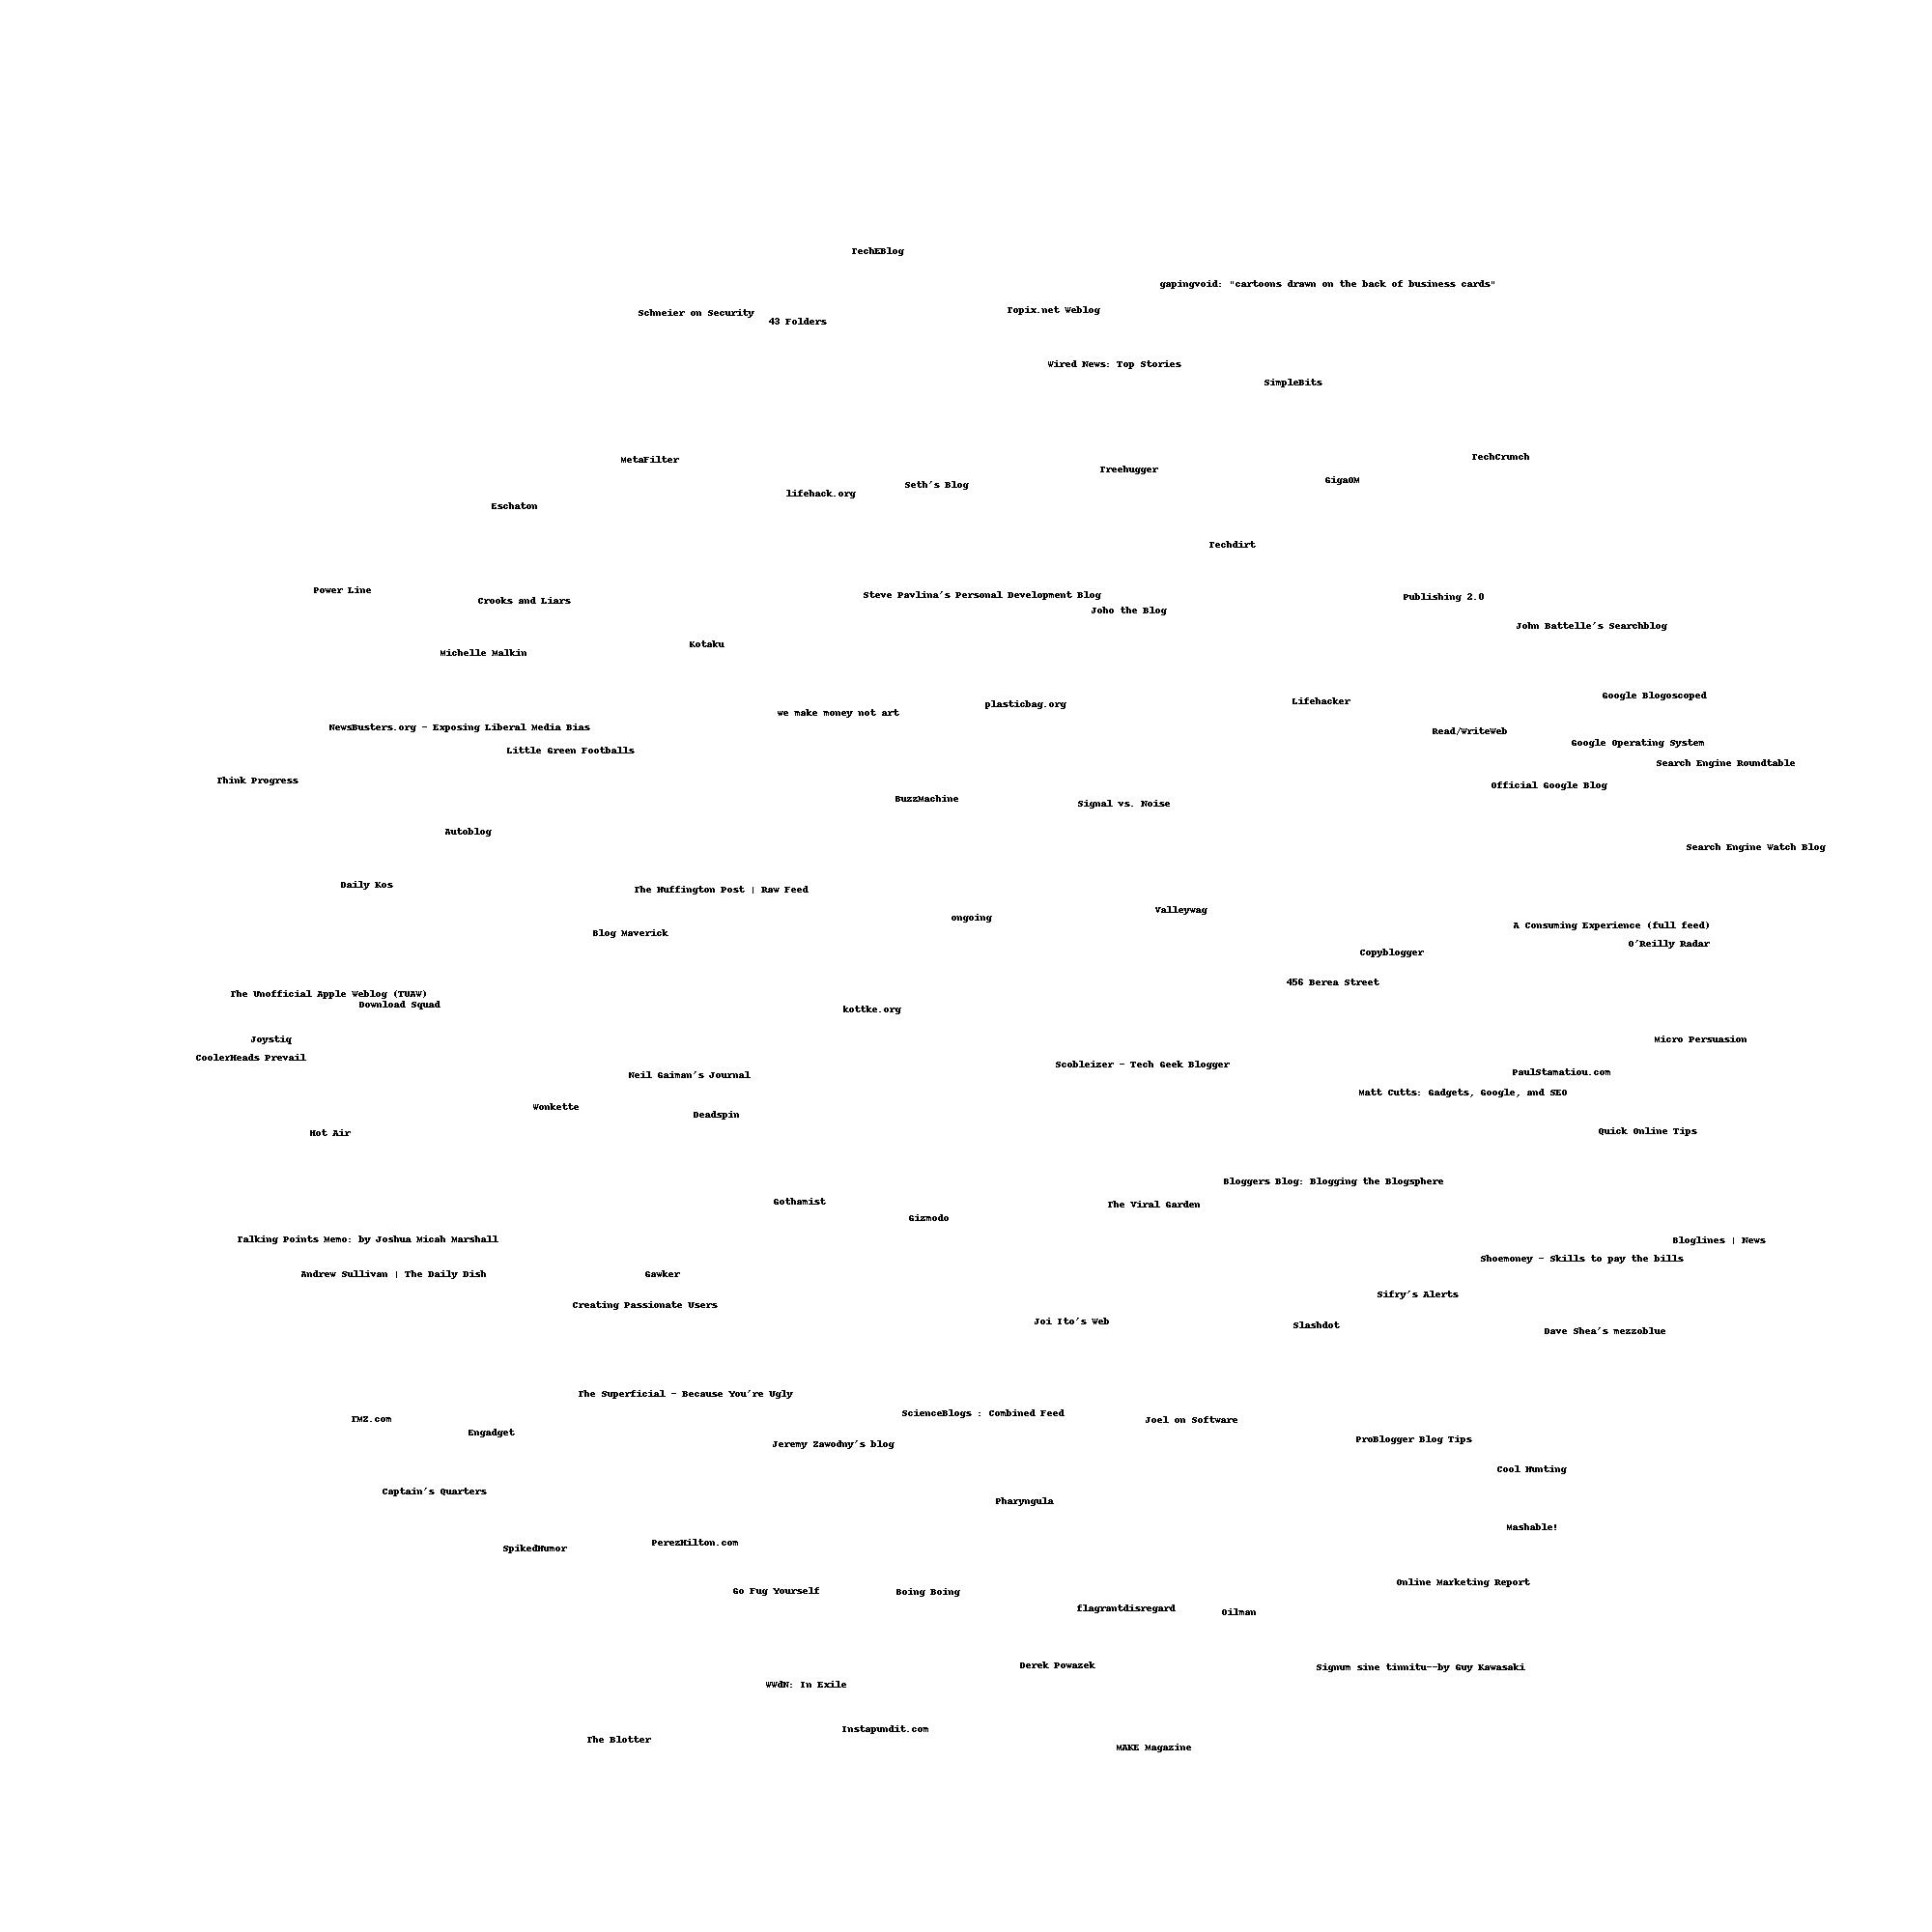 TechEBlog
gapingvoid: "cartoons drawn on the back of business cards"
Topix.net Weblog
Schneier on Security
43 Folders
Wired News: Top Stories
SimpleBits
TechCrunch
MetaFilter
Treehugger
GigaOM
Seth's Blog
lifehack.org
Eschaton
Techdirt
Power Line
Steve Pavlina's Personal Development Blog
Publishing 2.0
Crooks and Liars
Joho the Blog
John Battelle's Searchblog
Kotaku
Michelle Malkin
Google Blogoscoped
Lifehacker
plasticbag.org
we make money not art
NewsBusters.org - Exposing Liberal Media Bias
Read/WriteWeb
Google Operating System
Little Green Footballs
Search Engine Roundtable
Think Progress
Official Google Blog
BuzzMachine
Signal vs. Noise
Autoblog
Search Engine Watch Blog
Daily Kos
The Huffington Post | Raw Feed
Valleywag
ongoing
A Consuming Experience (full feed)
Blog Maverick
O'Reilly Radar
Copyblogger
456 Berea Street
The Unofficial Apple Weblog (TUAW)
Download Squad
kottke.org
Joystiq
Micro Persuasion
CoolerHeads Prevail
Scobleizer - Tech Geek Blogger
PaulStamatiou.com
Neil Gaiman's Journal
Matt Cutts: Gadgets, Google, and SEO
Wonkette
Deadspin
Quick Online Tips
Hot Air
Bloggers Blog: Blogging the Blogsphere
Gothamist
The Viral Garden
Gizmodo
Talking Points Memo: by Joshua Micah Marshall
Bloglines | News
Shoemoney - Skills to pay the bills
Andrew Sullivan | The Daily Dish
Gawker
Sifry's Alerts
Creating Passionate Users
Joi Ito's Web
Slashdot
Dave Shea's mezzoblue
The Superficial - Because You're Ugly
ScienceBlogs : Combined Feed
TMZ.com
Joel on Software
Engadget
ProBlogger Blog Tips
Jeremy Zawodny's blog
Cool Hunting
Captain's Quarters
Pharyngula
Mashable!
PerezHilton.com
SpikedHumor
Online Marketing Report
Go Fug Yourself
Boing Boing
flagrantdisregard
Oilman
Derek Powazek
Signum sine tinnitu--by Guy Kawasaki
WWdN: In Exile
Instapundit.com
The Blotter
MAKE Magazine